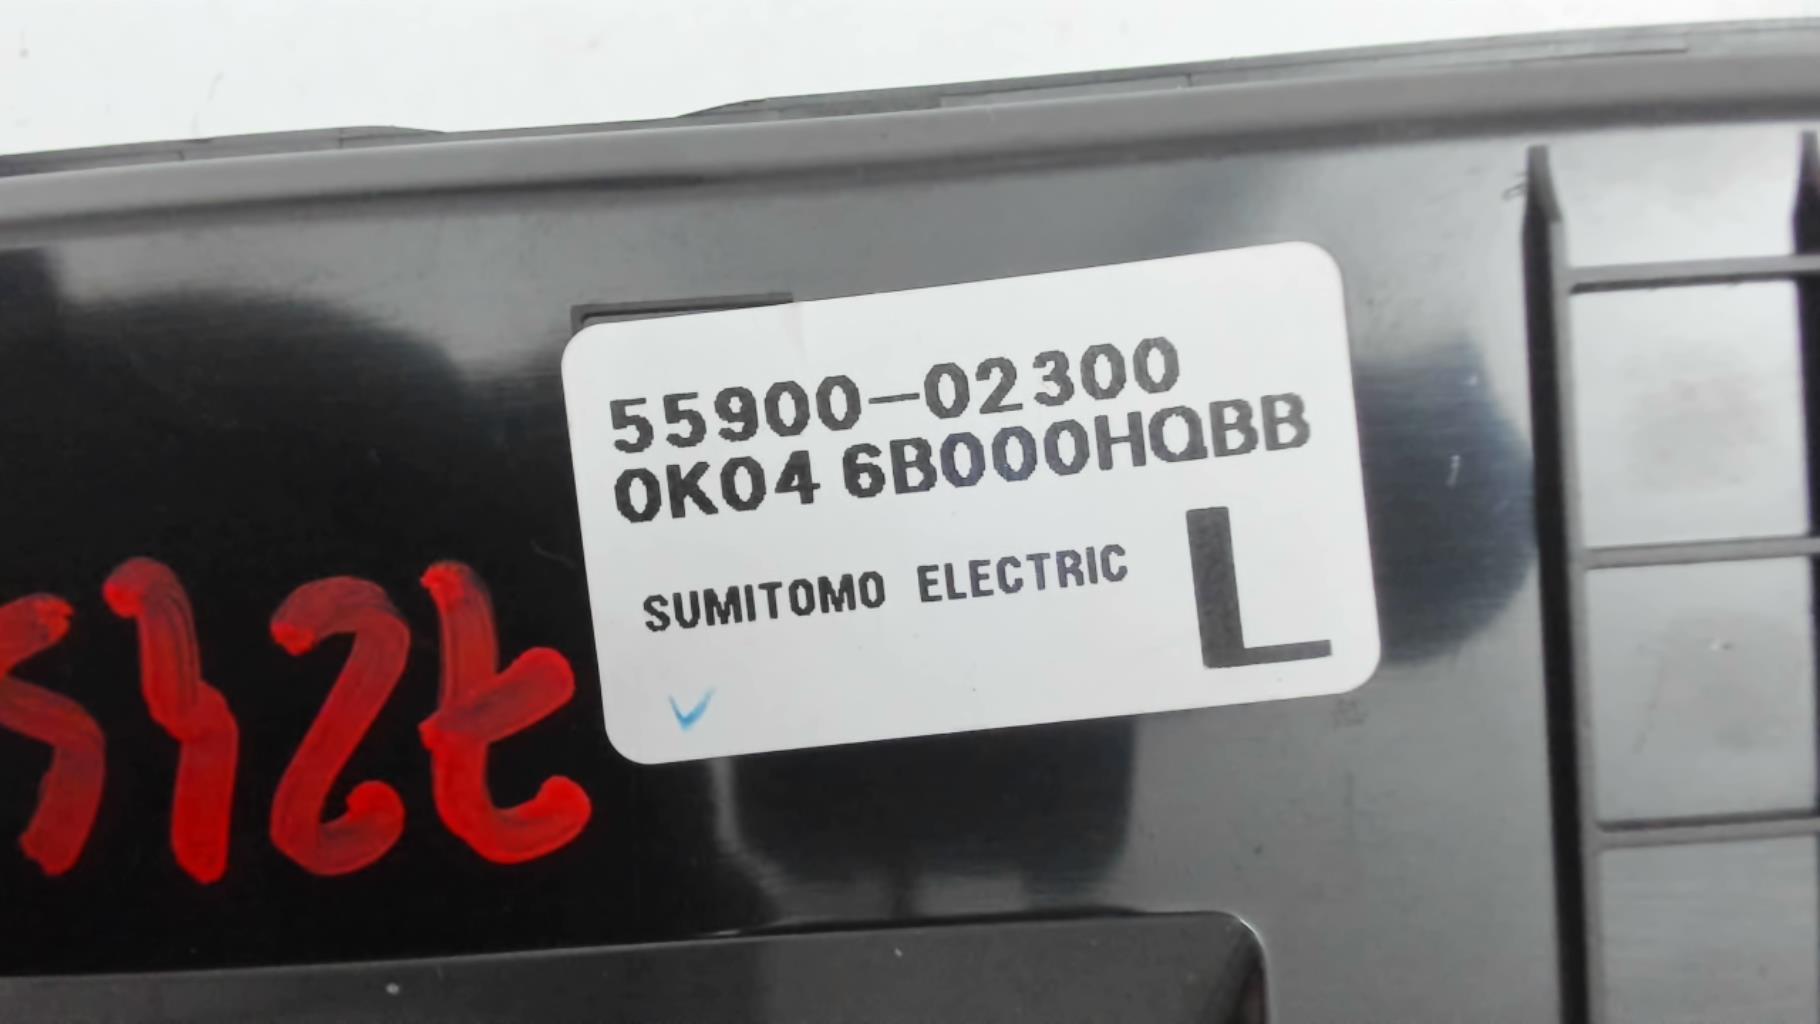 55900-02300
0K04 6B000HQBB
SUMITOMO ELECTRIC
L